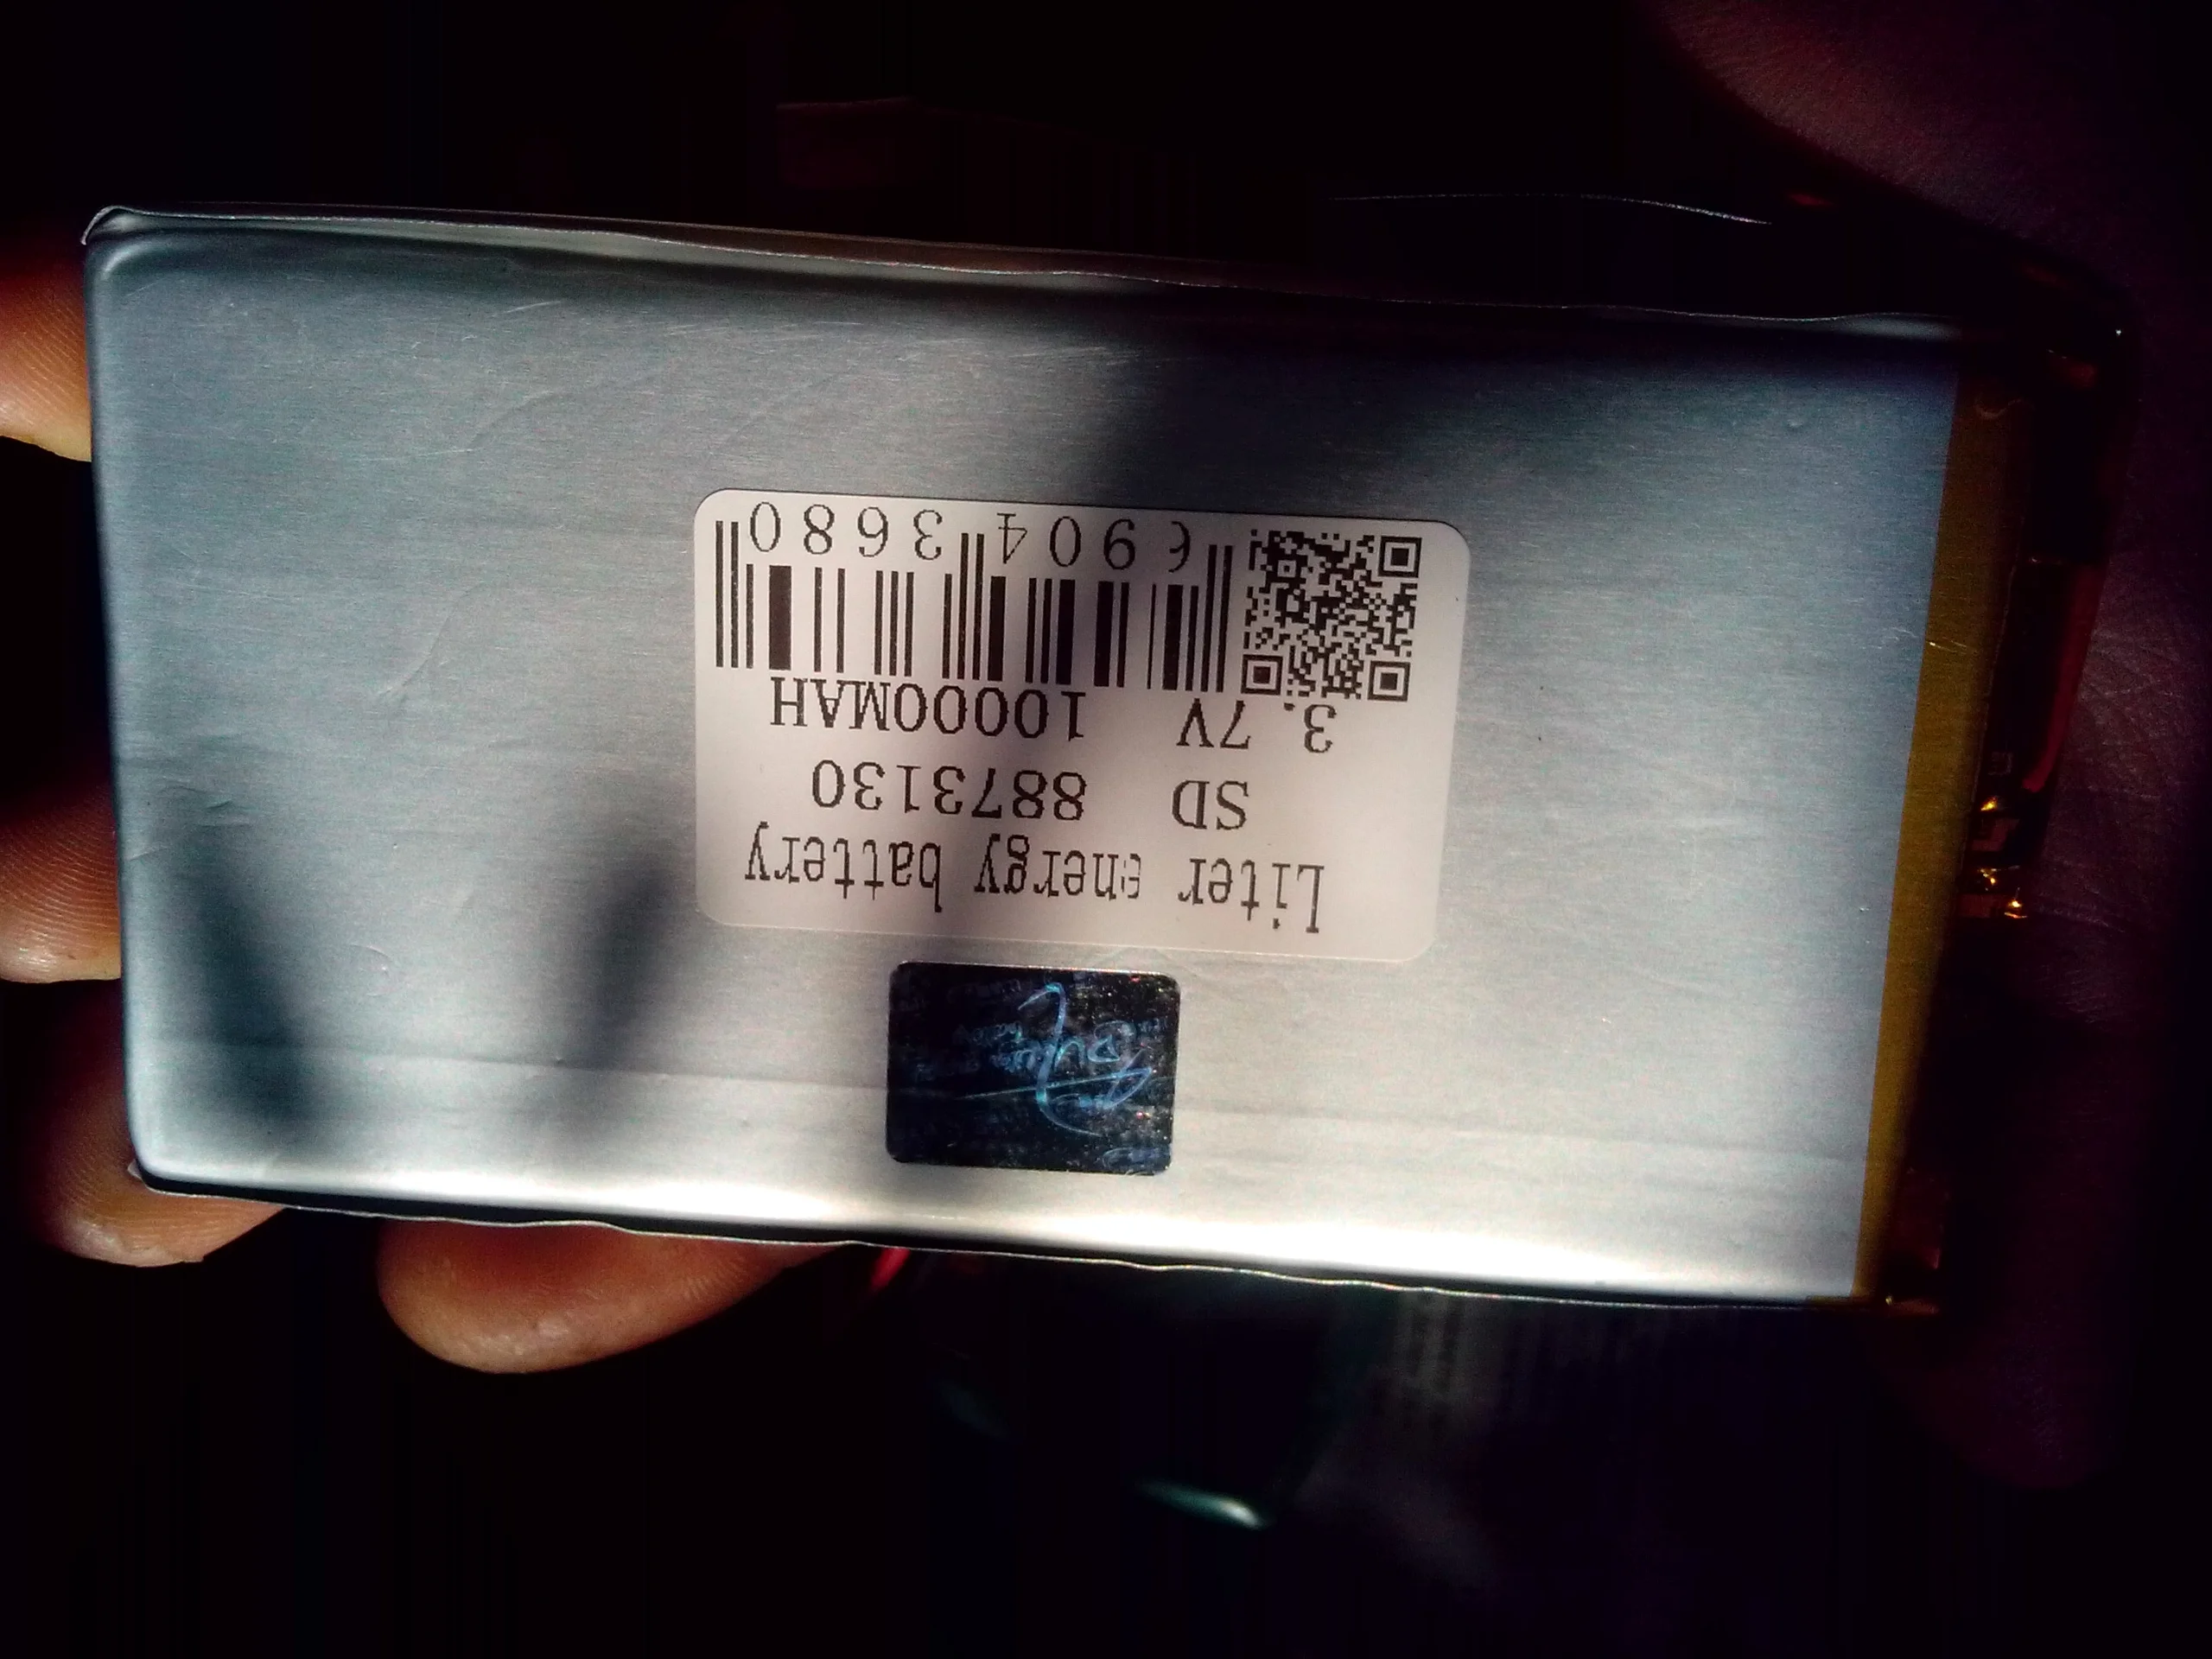 Liter energy battery
SD 8873130
3.7V 10000MAH
6904 3680